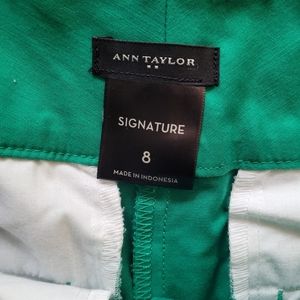 ANN TAYLOR
SIGNATURE
8
MADE IN INDONESIA